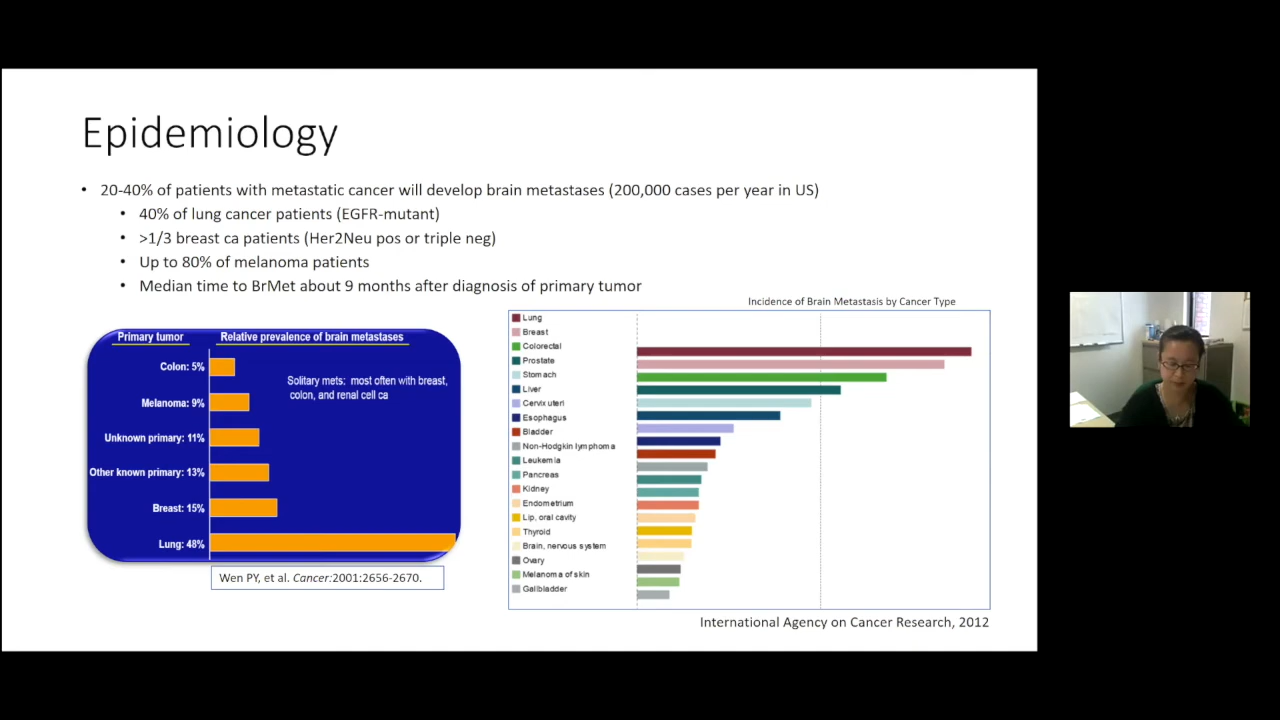 Epidemiology
• 20-40% of patients with metastatic cancer will develop brain metastases (200,000 cases per year in US)
• 40% of lung cancer patients (EGFR-mutant)
• >1/3 breast ca patients (Her2Neu pos or triple neg)
• Up to 80% of melanoma patients
• Median time to BrMet about 9 months after diagnosis of primary tumor
Primary tumor
Relative prevalence of brain metastases
Colon: 5%
Solitary mets: most often with breast,
colon, and renal cell ca
Melanoma: 9%
Unknown primary: 11%
Other known primary: 13%
Breast: 15%
Lung: 48%
Wen PY, et al. Cancer:2001:2656-2670.
Incidence of Brain Metastasis by Cancer Type
Lung
Breast
Colorectal
Prostate
Stomach
Liver
Cervix uteri
Esophagus
Bladder
Non-Hodgkin lymphoma
Leukemia
Pancreas
Kidney
Endometrium
Lip, oral cavity
Thyroid
Brain, nervous system
Ovary
Melanoma of skin
Gallbladder
International Agency on Cancer Research, 2012